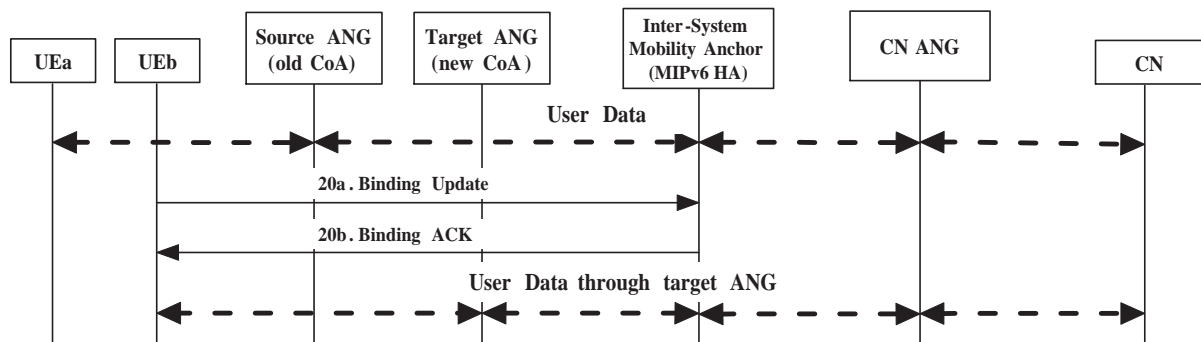 UEa
UEb
Source ANG
(old CoA)
Target ANG
(new CoA)
Inter-System
Mobility Anchor
(MIPv6 HA)
CN ANG
CN
User Data
20a. Binding Update
20b. Binding ACK
User Data through target ANG